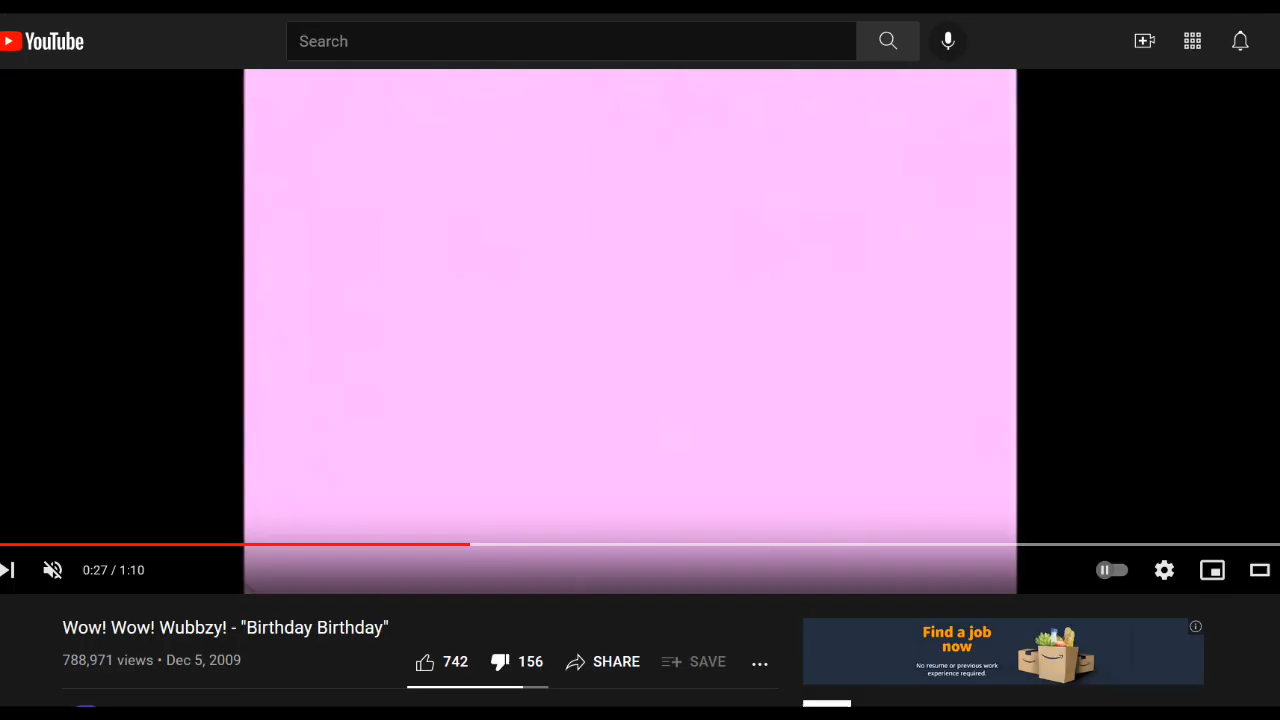 YouTube
Search
0:27 / 1:10
Wow! Wow! Wubbzy! - "Birthday Birthday"
788,971 views • Dec 5, 2009
742
156
SHARE
SAVE
Find a job
now
No resume or previous work
experience required.